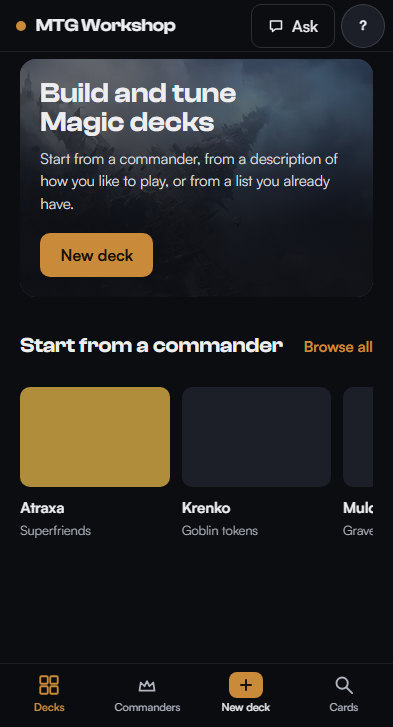 MTG Workshop
Ask
?
Build and tune
Magic decks
Start from a commander, from a description of
how you like to play, or from a list you already
have.
New deck
Start from a commander
Browse all
Atraxa
Krenko
Superfriends
Goblin tokens
Decks
Commanders
New deck
Cards